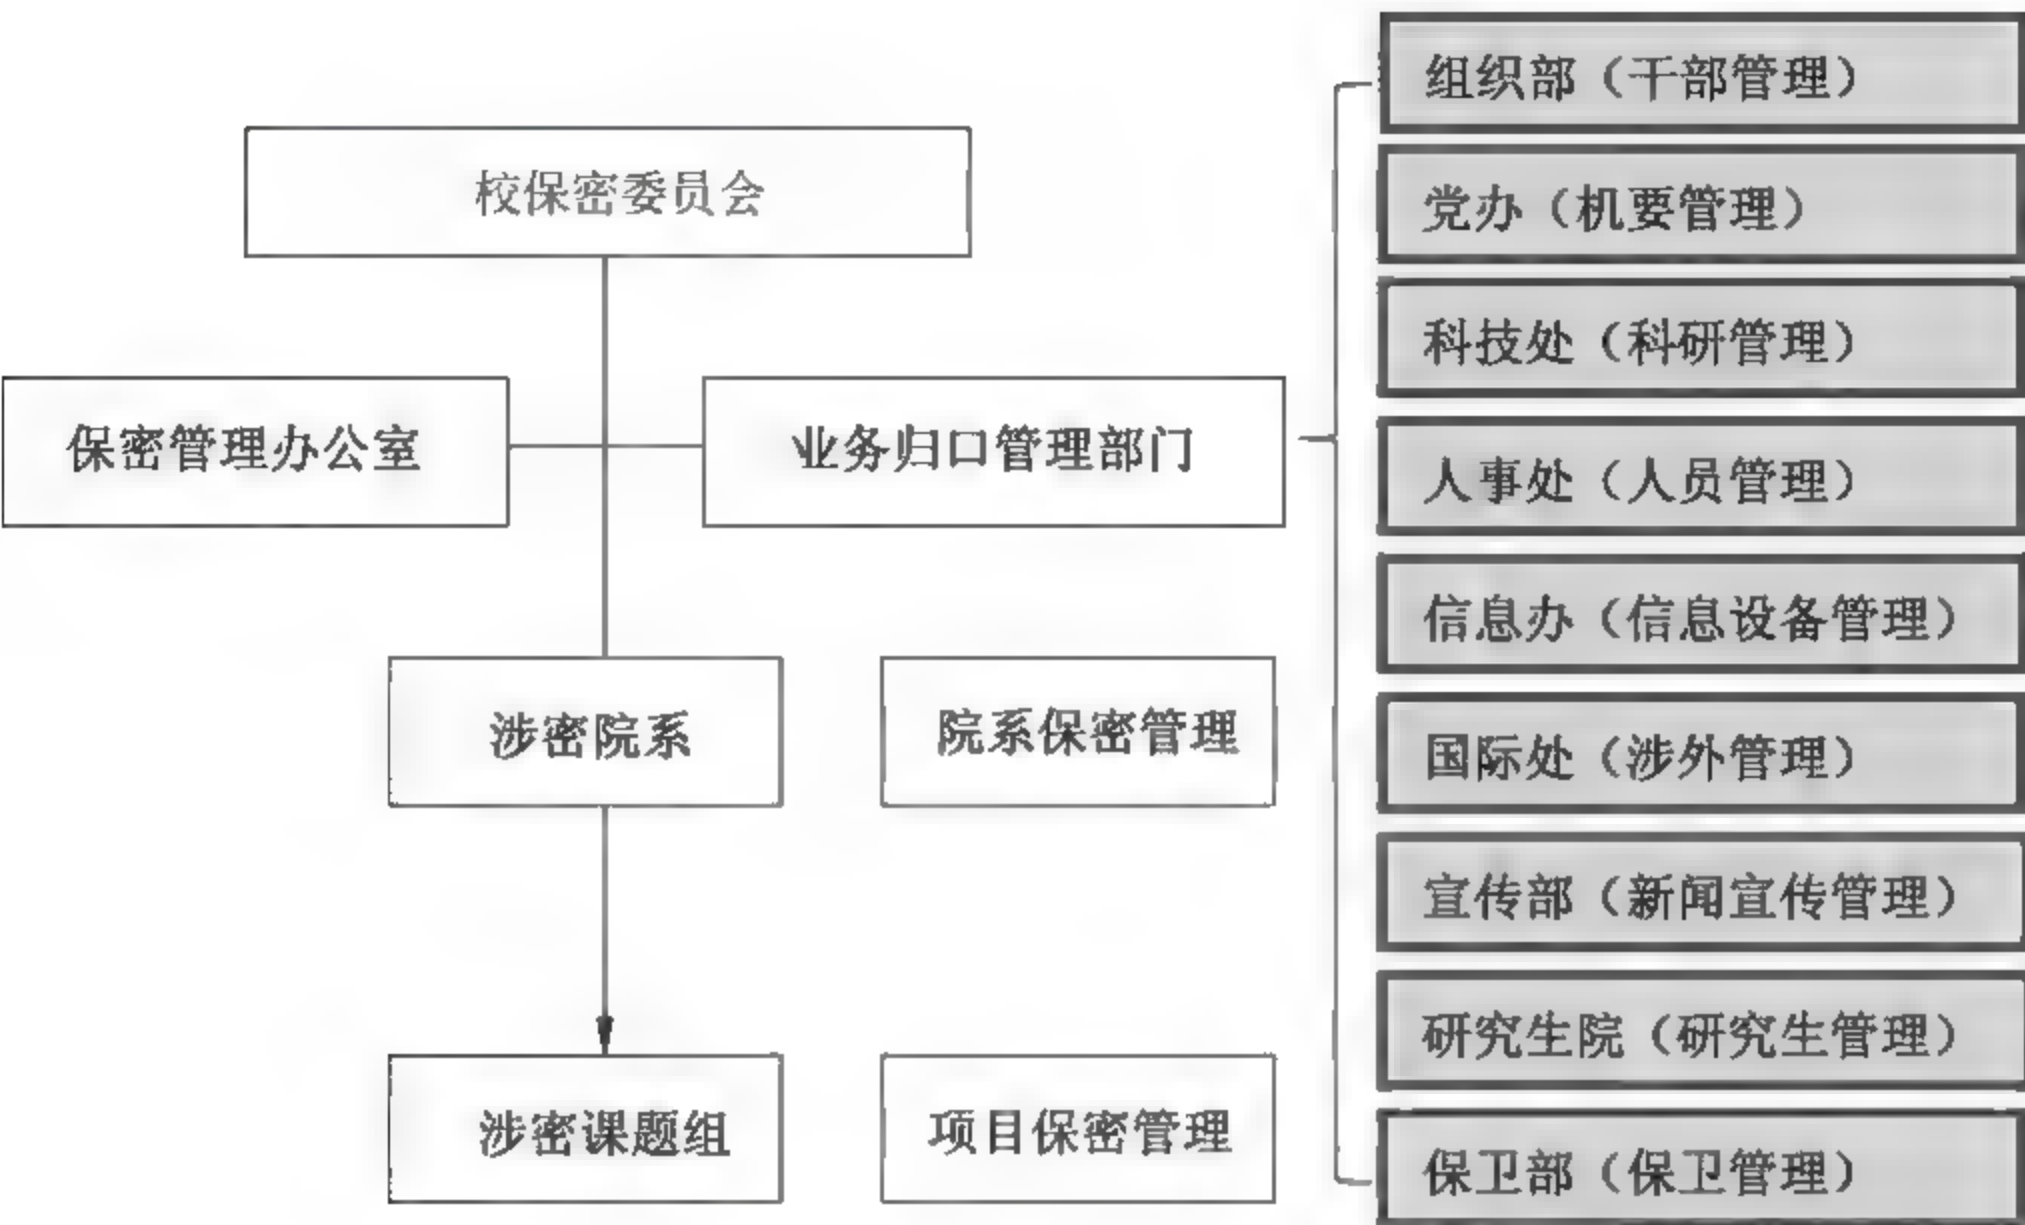 校保密委员会
保密管理办公室
业务归口管理部门
涉密院系
院系保密管理
涉密课题组
项目保密管理
组织部（干部管理）
党办（机要管理）
科技处（科研管理）
人事处（人员管理）
信息办（信息设备管理）
国际处（涉外管理）
宣传部（新闻宣传管理）
研究生院（研究生管理）
保卫部（保卫管理）